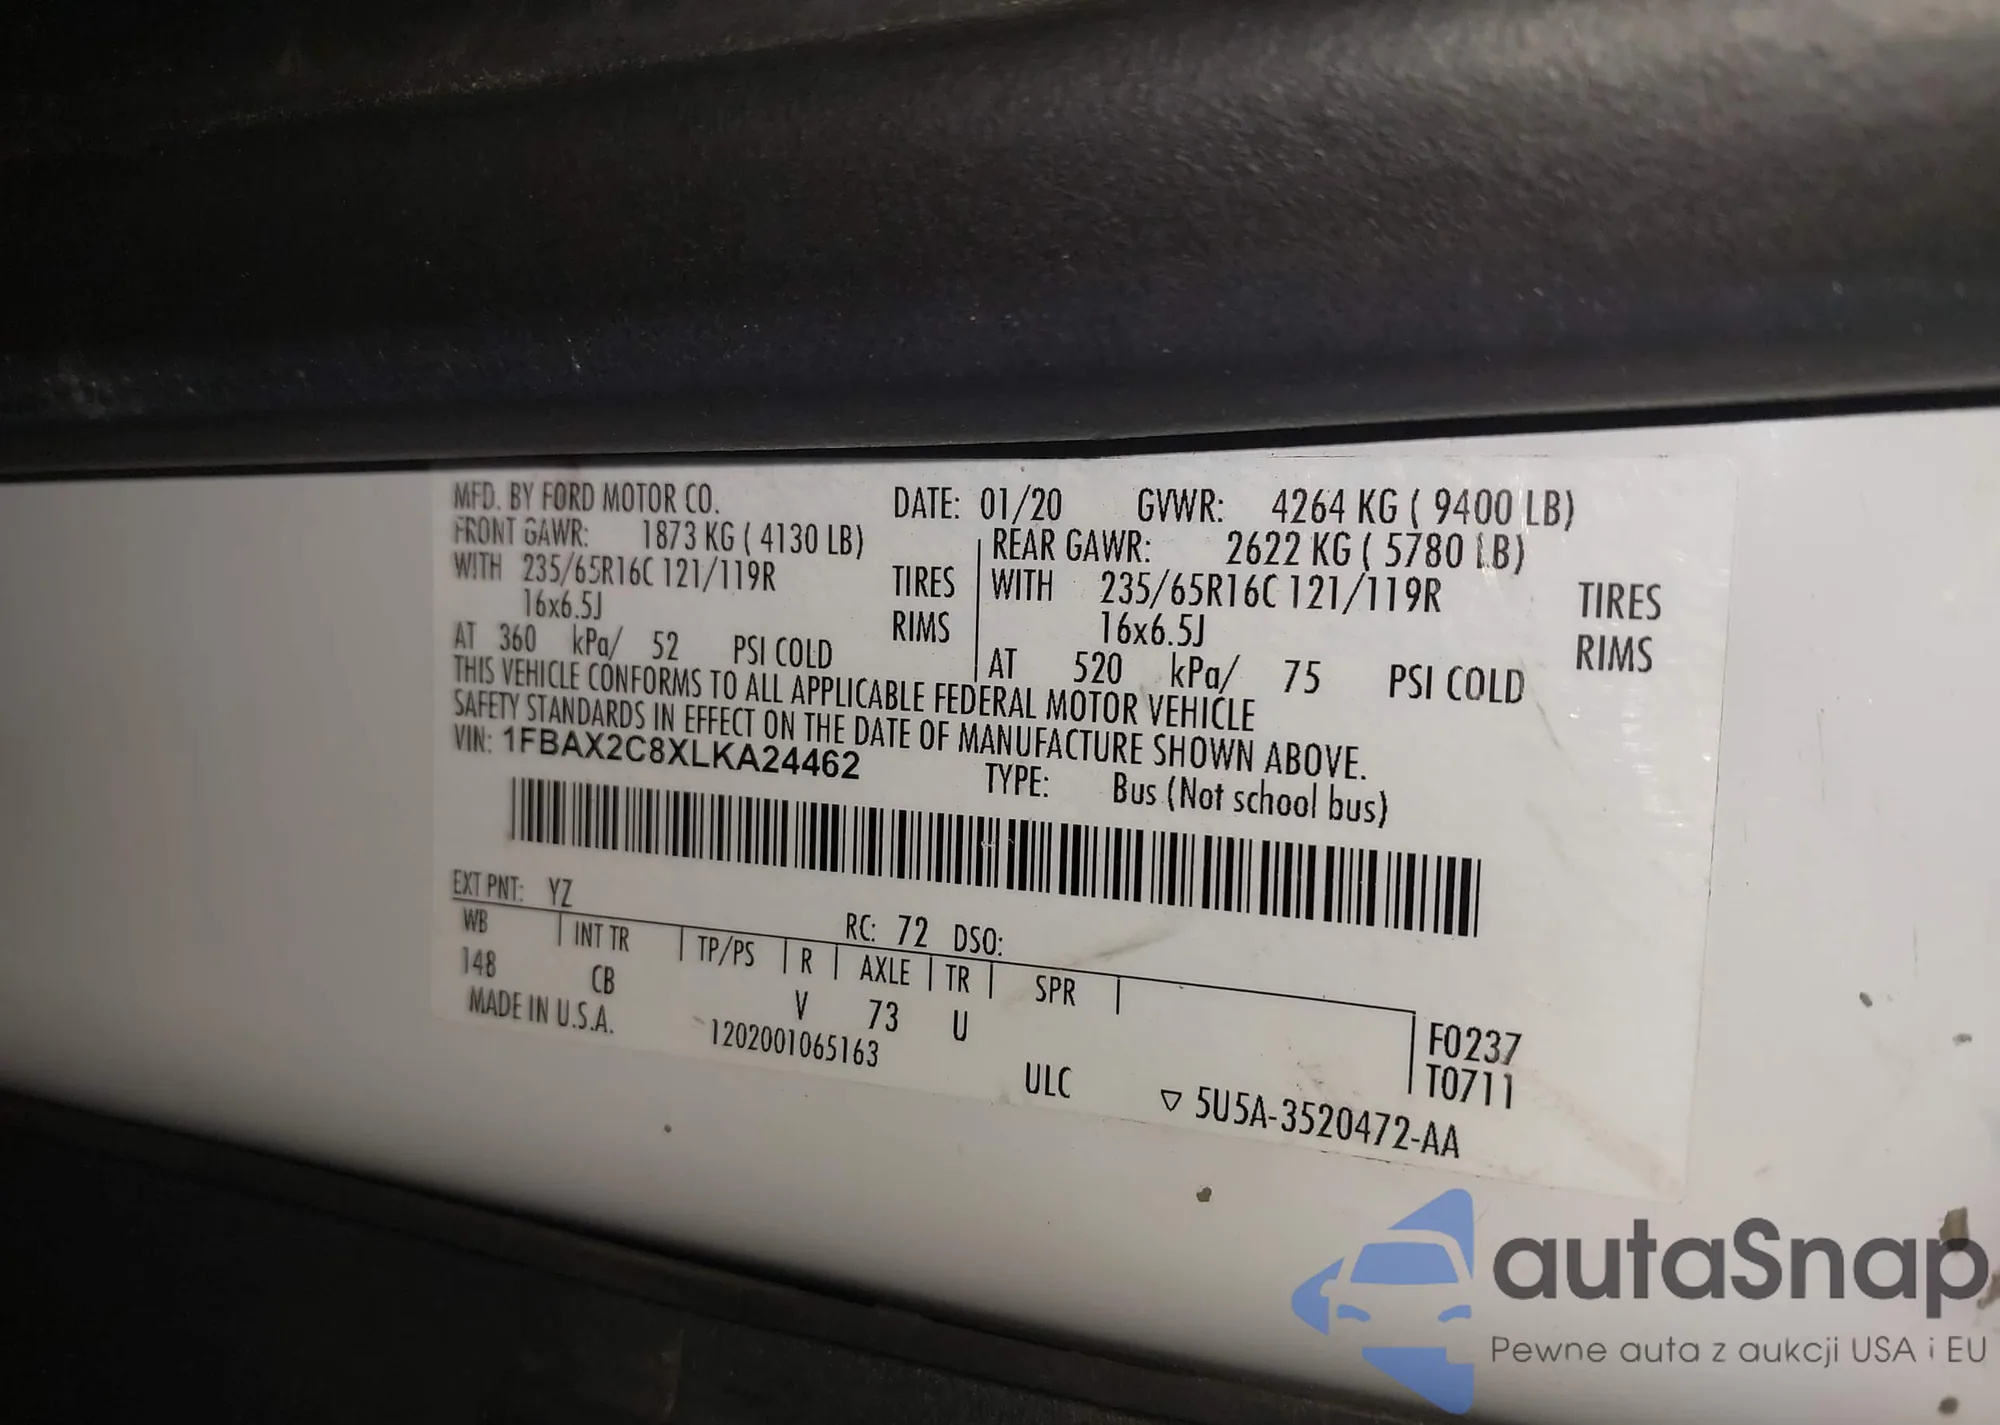 MFD. BY FORD MOTOR CO. DATE: 01/20 GVWR: 4264 KG ( 9400 LB)
FRONT GAWR: 1873 KG ( 4130 LB) REAR GAWR: 2622 KG ( 5780 LB)
WITH 235/65R16C 121/119R TIRES WITH 235/65R16C 121/119R TIRES
16x6.5J RIMS 16x6.5J RIMS
AT 360 kPa/ 52 PSI COLD AT 520 kPa/ 75 PSI COLD
THIS VEHICLE CONFORMS TO ALL APPLICABLE FEDERAL MOTOR VEHICLE
SAFETY STANDARDS IN EFFECT ON THE DATE OF MANUFACTURE SHOWN ABOVE.
VIN: 1FBAX2C8XLKA24462 TYPE: Bus (Not school bus)
EXT PNT: YZ RC: 72 DSO:
WB INT TR TP/PS R AXLE TR SPR
148 CB V 73 U F0237
T0711
MADE IN U.S.A. 1202001065163 ULC ▽ 5U5A-3520472-AA
autaSnap
Pewne auta z aukcji USA i EU